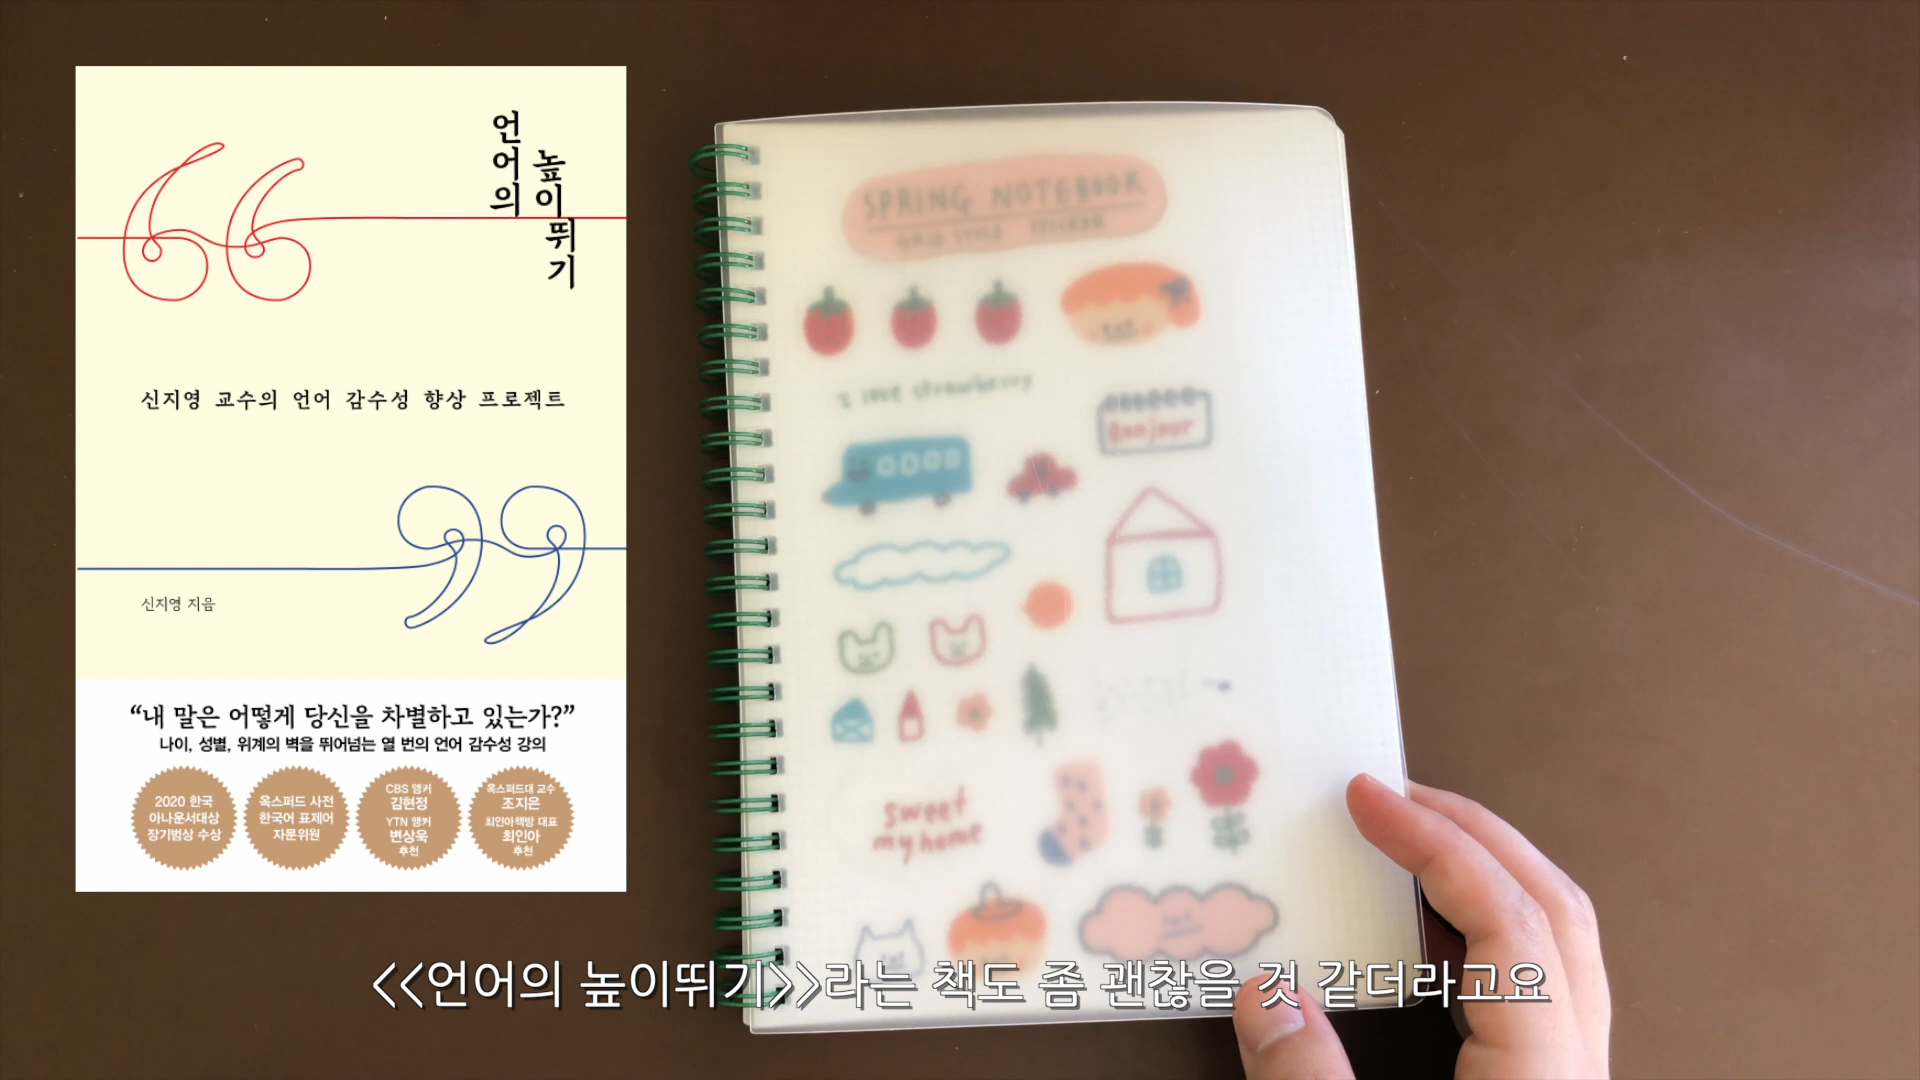 언어의
높이뛰기
신지영 교수의 언어 감수성 향상 프로젝트
신지영 지음
“내 말은 어떻게 당신을 차별하고 있는가?”
나이, 성별, 위계의 벽을 뛰어넘는 열 번의 언어 감수성 강의
2020 한국
아나운서대상
장기범상 수상
옥스퍼드 사전
한국어 표제어
자문위원
CBS 앵커
김현정
YTN 앵커
변상욱
추천
옥스퍼드대 교수
조지은
최인아책방 대표
최인아
추천
SPRING NOTEBOOK
I love strawberry
Bonjour
sweet
my home
<<언어의 높이뛰기>>라는 책도 좀 괜찮을 것 같더라고요